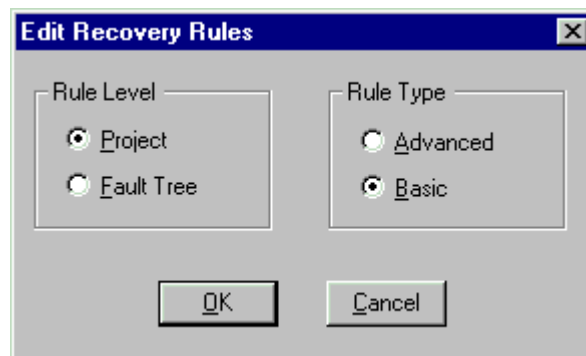 Edit Recovery Rules
Rule Level
Project
Fault Tree
Rule Type
Advanced
Basic
OK
Cancel